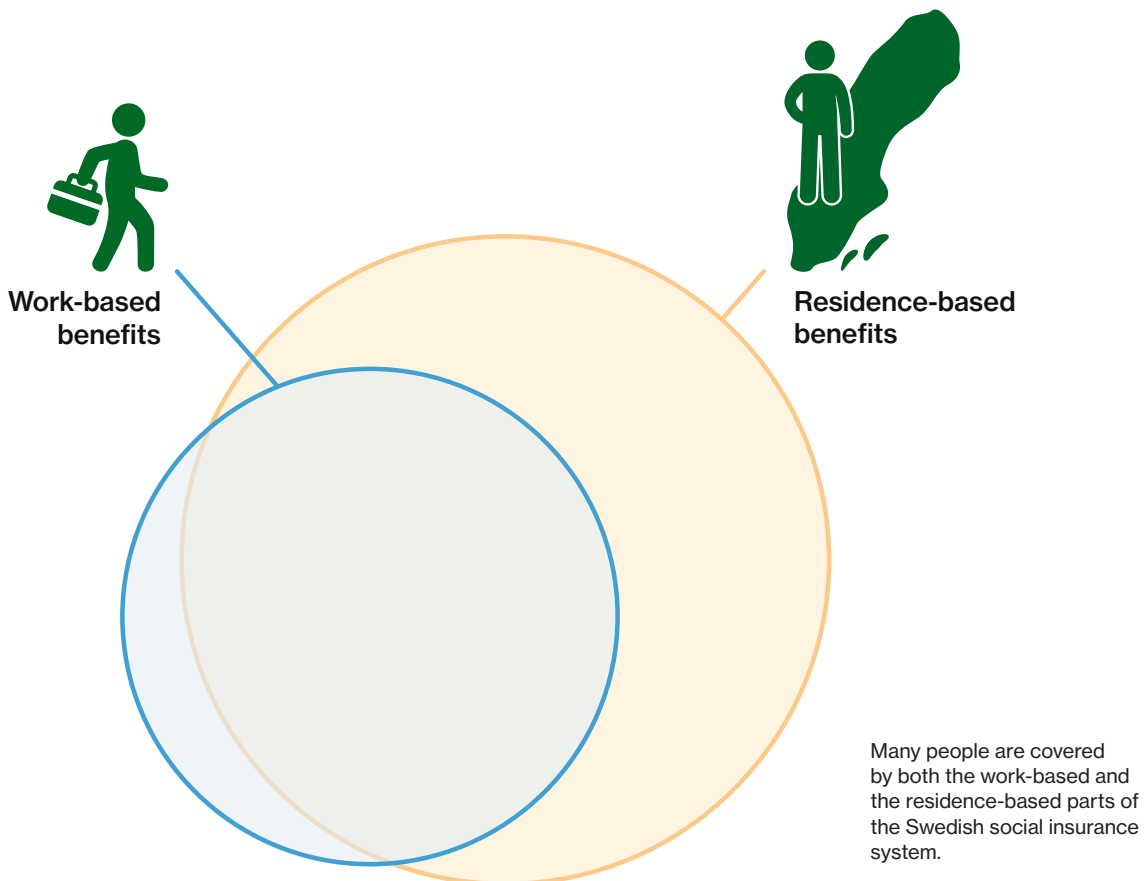 Work-based
benefits
Residence-based
benefits
Many people are covered
by both the work-based and
the residence-based parts of
the Swedish social insurance
system.